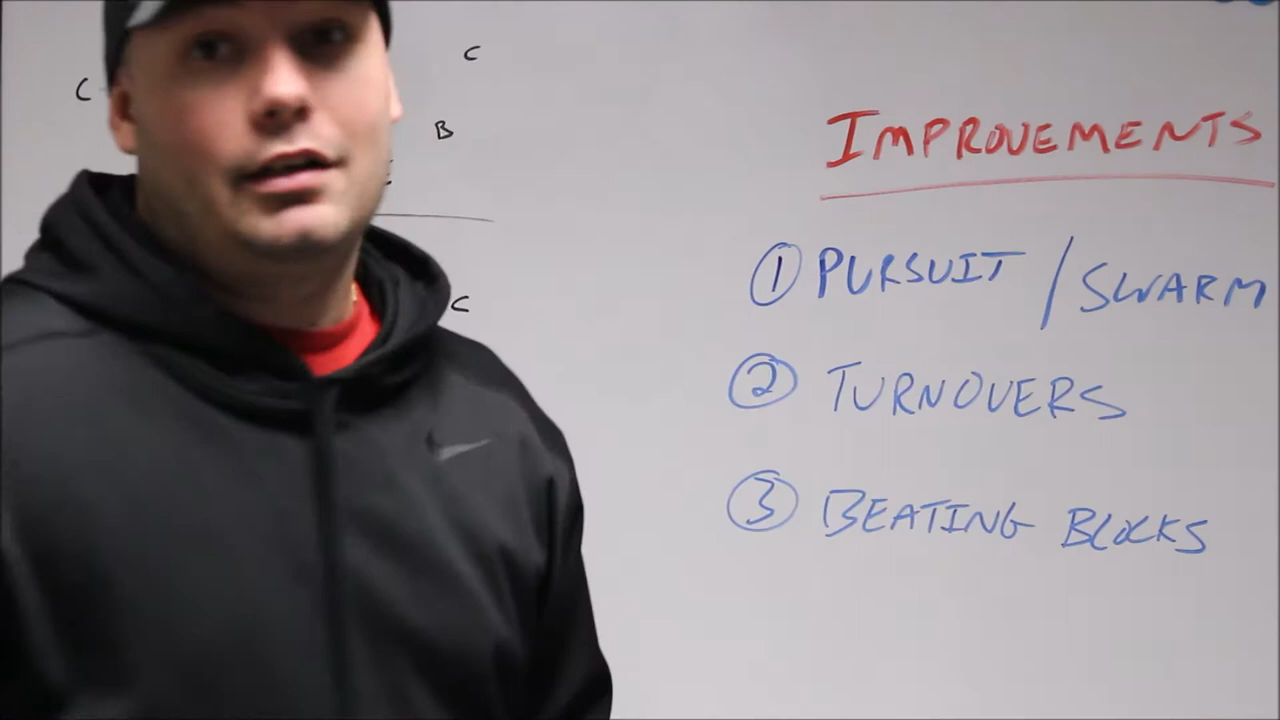 C
C
B
C
IMPROVEMENTS
① PURSUIT / SWARM
② TURNOVERS
③ BEATING BLOCKS